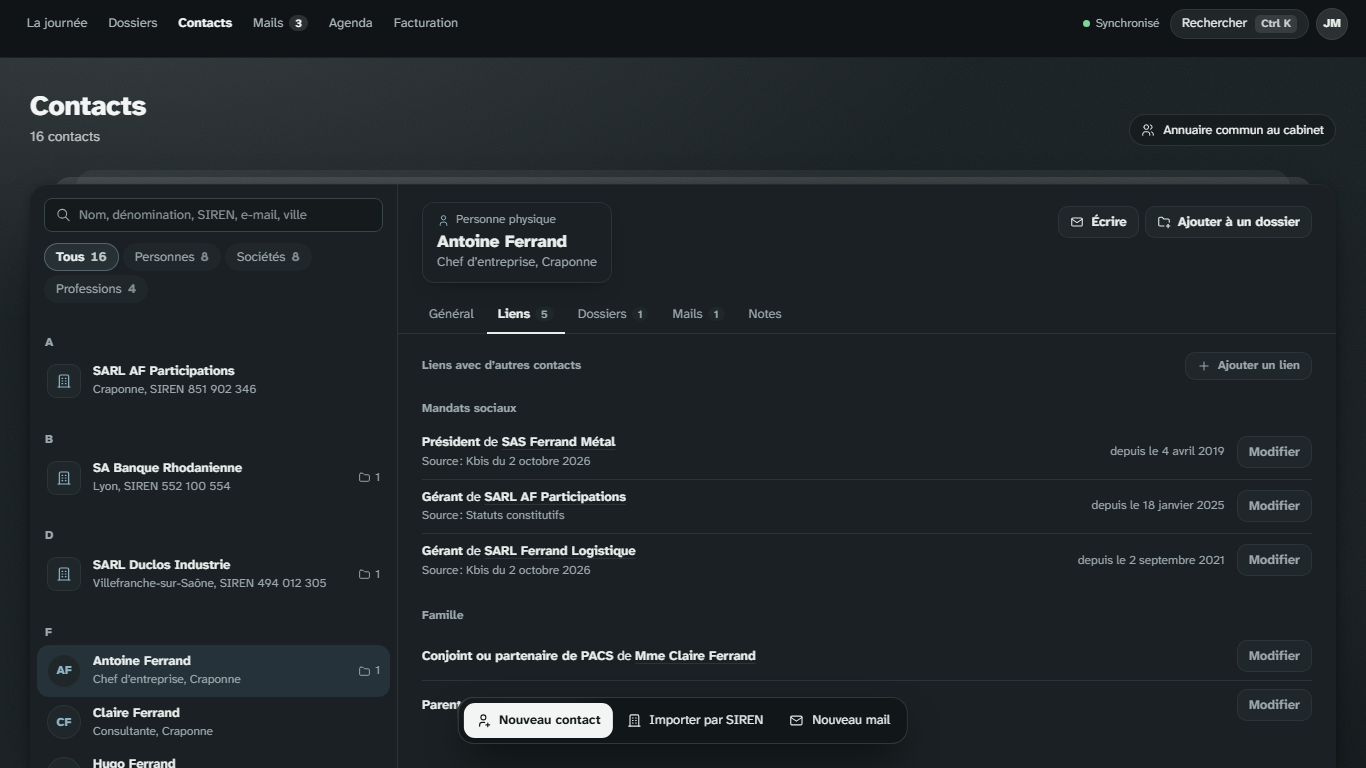 La journée
Dossiers
Contacts
Mails 3
Agenda
Facturation
Synchronisé
Rechercher Ctrl K
JM
Contacts
16 contacts
Annuaire commun au cabinet
Nom, dénomination, SIREN, e-mail, ville
Tous 16
Personnes 8
Sociétés 8
Professions 4
A
SARL AF Participations
Craponne, SIREN 851 902 346
B
SA Banque Rhodanienne
Lyon, SIREN 552 100 554
1
D
SARL Duclos Industrie
Villefranche-sur-Saône, SIREN 494 012 305
1
F
AF
Antoine Ferrand
Chef d'entreprise, Craponne
1
CF
Claire Ferrand
Consultante, Craponne
Hugo Ferrand
Personne physique
Antoine Ferrand
Chef d'entreprise, Craponne
Écrire
Ajouter à un dossier
Général
Liens 5
Dossiers 1
Mails 1
Notes
Liens avec d'autres contacts
Ajouter un lien
Mandats sociaux
Président de SAS Ferrand Métal
Source : Kbis du 2 octobre 2026
depuis le 4 avril 2019
Modifier
Gérant de SARL AF Participations
Source : Statuts constitutifs
depuis le 18 janvier 2025
Modifier
Gérant de SARL Ferrand Logistique
Source : Kbis du 2 octobre 2026
depuis le 2 septembre 2021
Modifier
Famille
Conjoint ou partenaire de PACS de Mme Claire Ferrand
Modifier
Parent
Modifier
Nouveau contact
Importer par SIREN
Nouveau mail